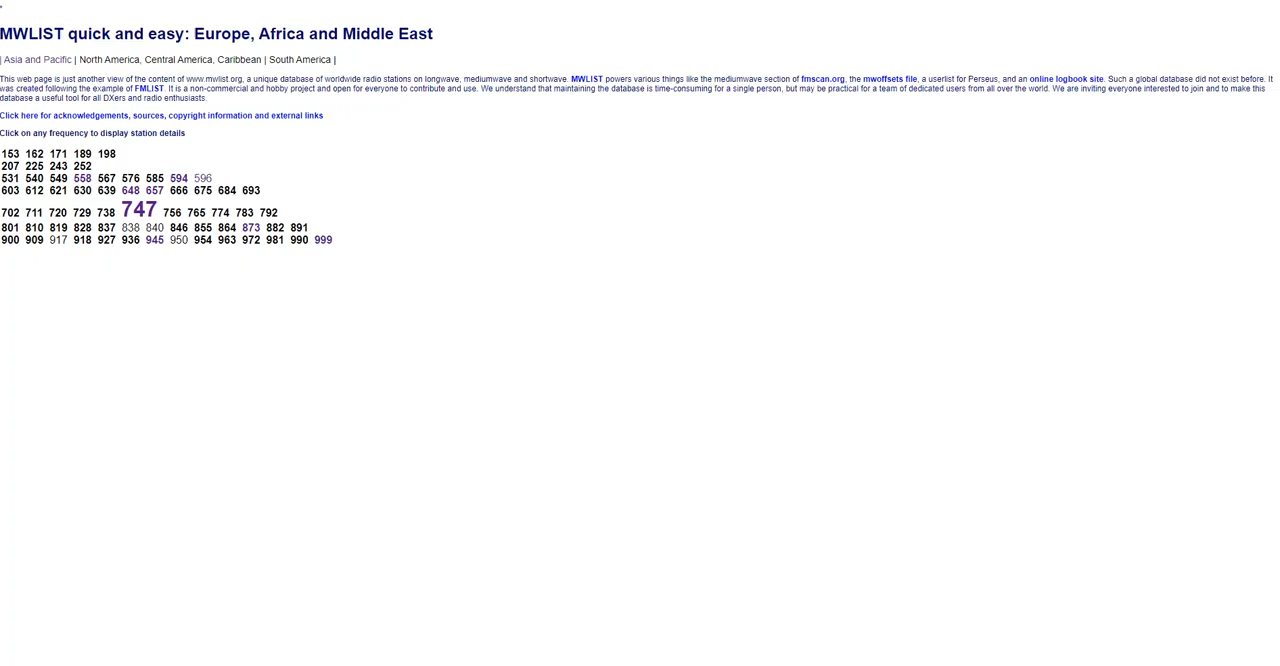 MWLIST quick and easy: Europe, Africa and Middle East
| Asia and Pacific | North America, Central America, Caribbean | South America |
This web page is just another view of the content of www.mwlist.org, a unique database of worldwide radio stations on longwave, mediumwave and shortwave. MWLIST powers various things like the mediumwave section of fmscan.org, the mwoffsets file, a userlist for Perseus, and an online logbook site. Such a global database did not exist before. It
was created following the example of FMLIST. It is a non-commercial and hobby project and open for everyone to contribute and use. We understand that maintaining the database is time-consuming for a single person, but may be practical for a team of dedicated users from all over the world. We are inviting everyone interested to join and to make this
database a useful tool for all DXers and radio enthusiasts.
Click here for acknowledgements, sources, copyright information and external links
Click on any frequency to display station details
153 162 171 189 198
207 225 243 252
531 540 549 558 567 576 585 594 596
603 612 621 630 639 648 657 666 675 684 693
702 711 720 729 738 747 756 765 774 783 792
801 810 819 828 837 838 840 846 855 864 873 882 891
900 909 917 918 927 936 945 950 954 963 972 981 990 999